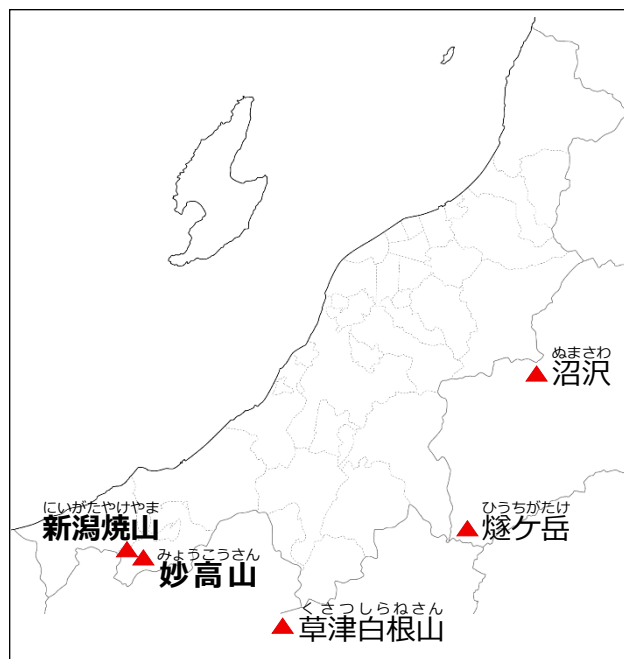 ぬまさわ
沼沢
ひうちがたけ
燧ケ岳
にいがたやけやま
新潟焼山
みょうこうさん
妙高山
くさつしらねさん
草津白根山